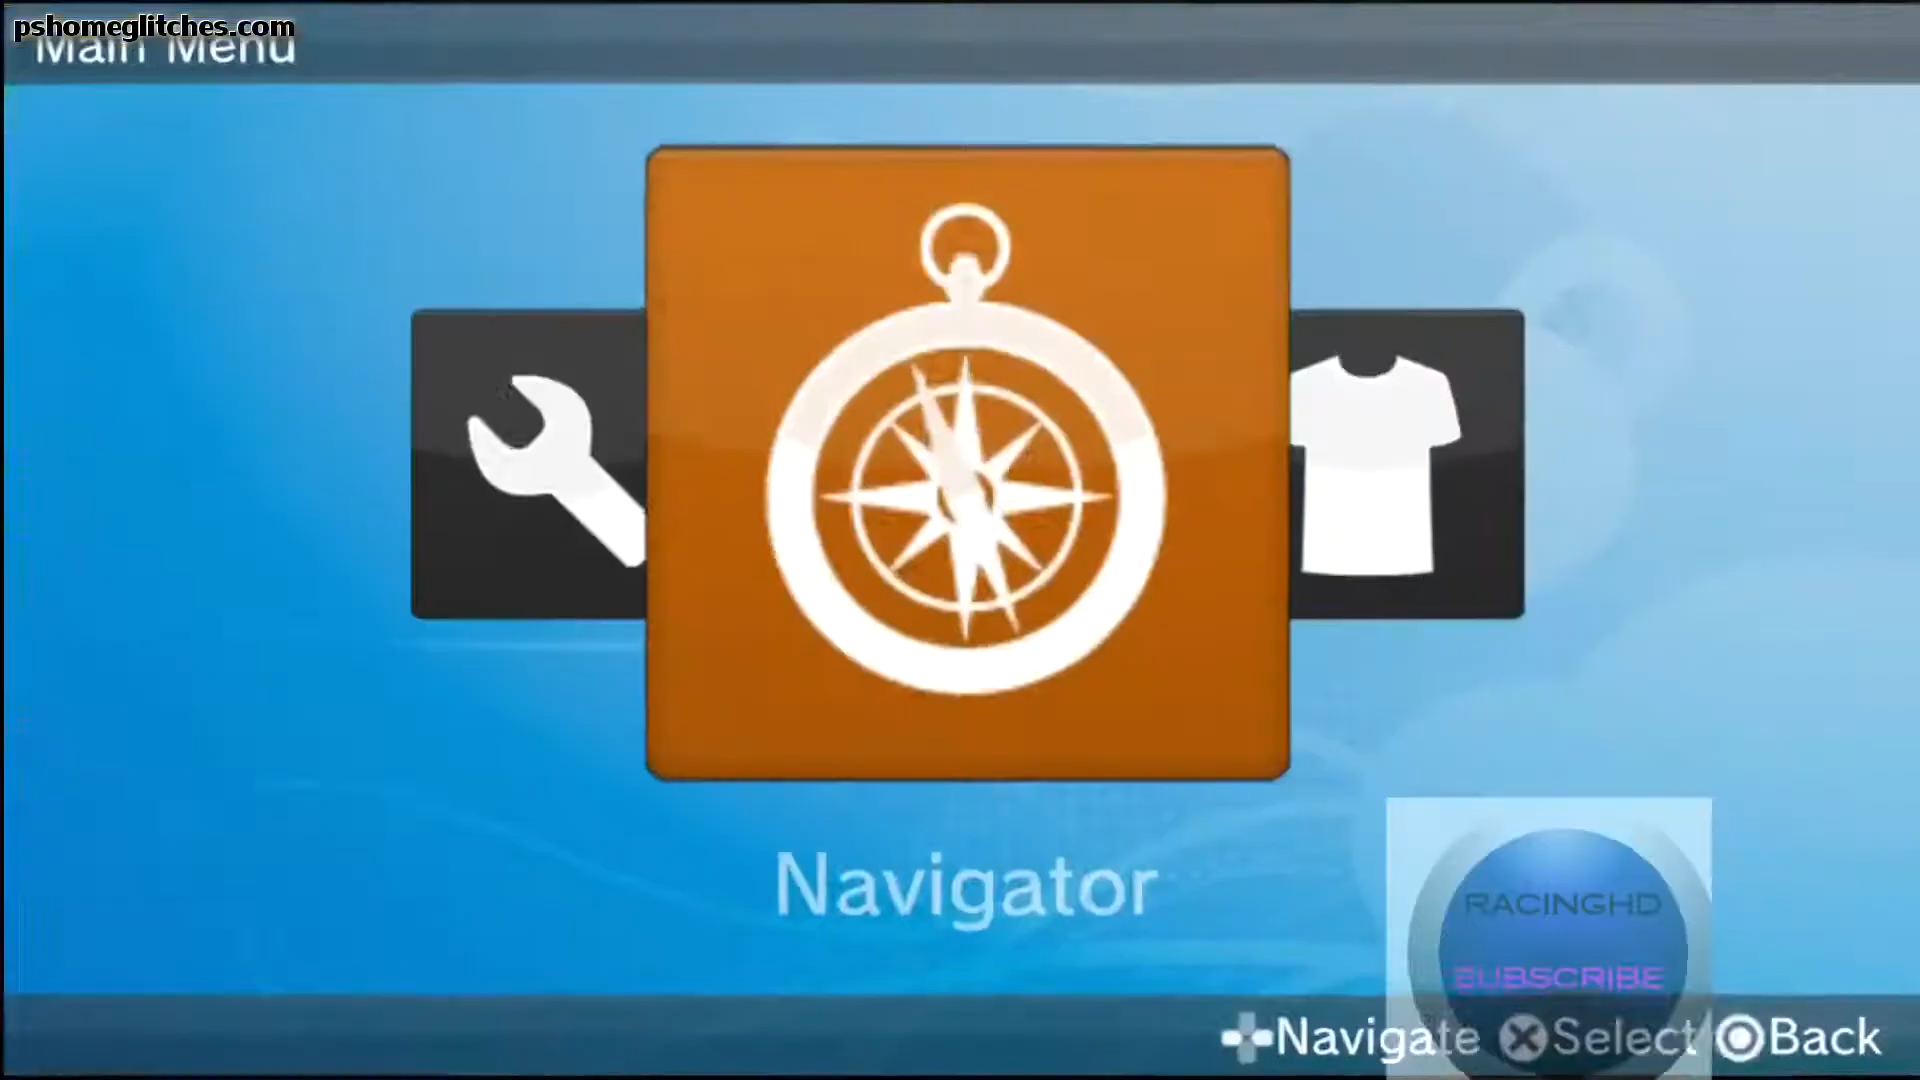 pshomeglitches.com
Main Menu
Navigator
RACINGHD
SUBSCRIBE
Navigate Select Back